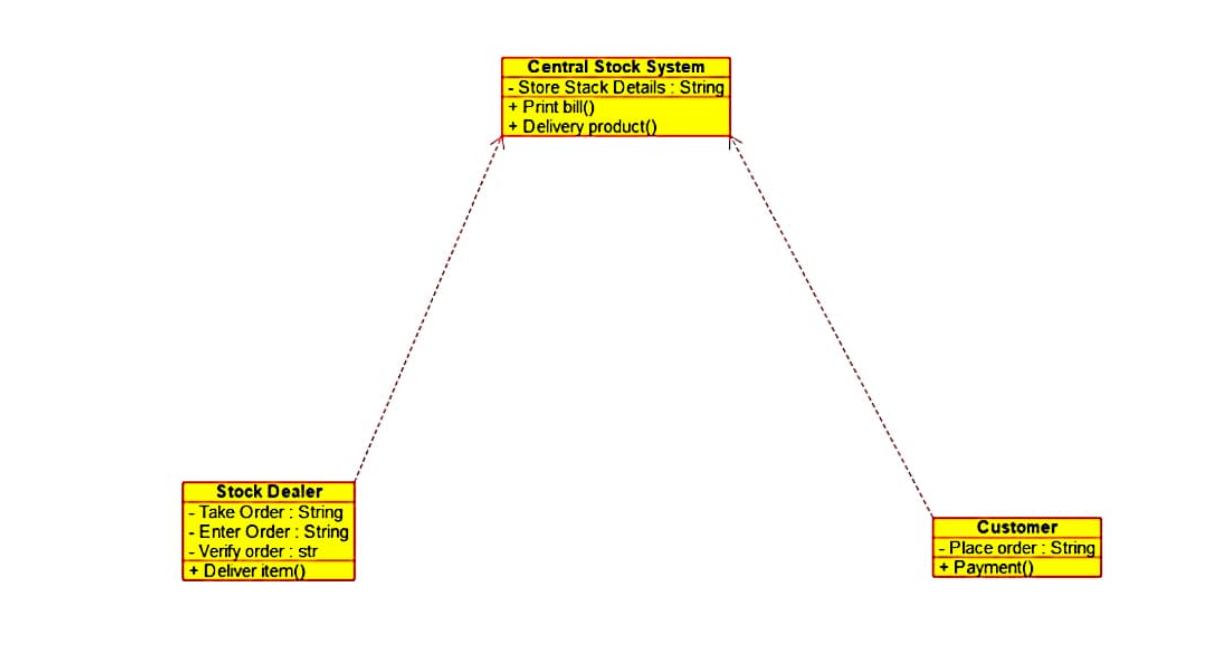 Central Stock System
- Store Stack Details : String
+ Print bill()
+ Delivery product()
Stock Dealer
- Take Order : String
- Enter Order : String
- Verify order : str
+ Deliver item()
Customer
- Place order : String
+ Payment()